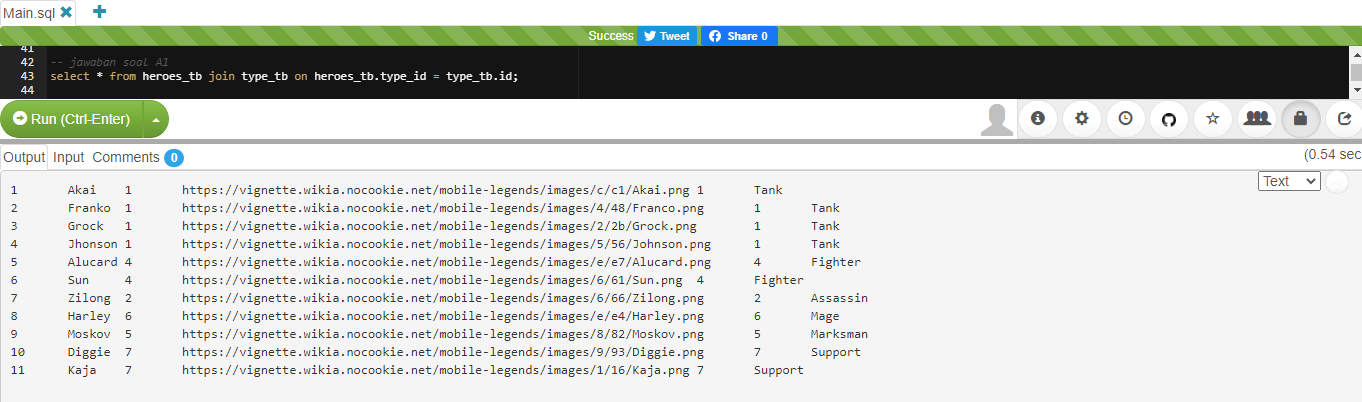 Main.sql
Success Tweet Share 0
41
42 -- jawaban soal A1
43 select * from heroes_tb join type_tb on heroes_tb.type_id = type_tb.id;
44
Run (Ctrl-Enter)
Output Input Comments 0 (0.54 sec
Text
1 Akai 1 https://vignette.wikia.nocookie.net/mobile-legends/images/c/c1/Akai.png 1 Tank
2 Franko 1 https://vignette.wikia.nocookie.net/mobile-legends/images/4/48/Franco.png 1 Tank
3 Grock 1 https://vignette.wikia.nocookie.net/mobile-legends/images/2/2b/Grock.png 1 Tank
4 Jhonson 1 https://vignette.wikia.nocookie.net/mobile-legends/images/5/56/Johnson.png 1 Tank
5 Alucard 4 https://vignette.wikia.nocookie.net/mobile-legends/images/e/e7/Alucard.png 4 Fighter
6 Sun 4 https://vignette.wikia.nocookie.net/mobile-legends/images/6/61/Sun.png 4 Fighter
7 Zilong 2 https://vignette.wikia.nocookie.net/mobile-legends/images/6/66/Zilong.png 2 Assassin
8 Harley 6 https://vignette.wikia.nocookie.net/mobile-legends/images/e/e4/Harley.png 6 Mage
9 Moskov 5 https://vignette.wikia.nocookie.net/mobile-legends/images/8/82/Moskov.png 5 Marksman
10 Diggie 7 https://vignette.wikia.nocookie.net/mobile-legends/images/9/93/Diggie.png 7 Support
11 Kaja 7 https://vignette.wikia.nocookie.net/mobile-legends/images/1/16/Kaja.png 7 Support